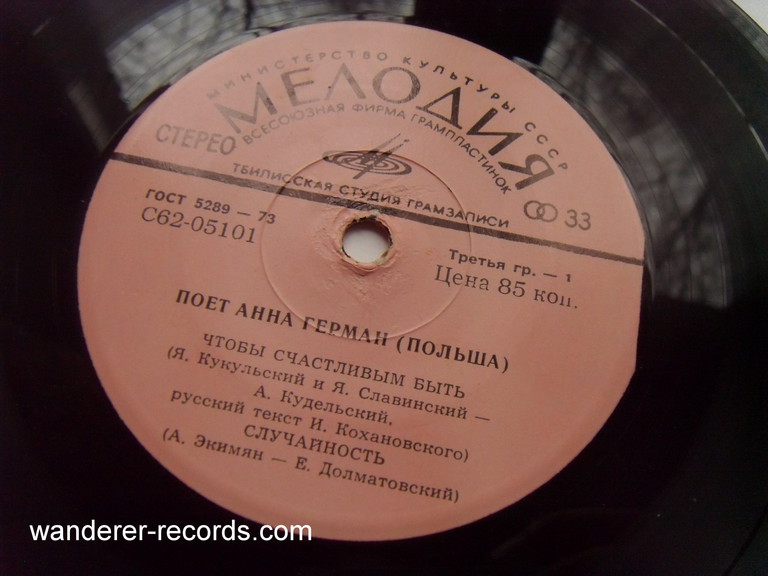 МИНИСТЕРСТВО КУЛЬТУРЫ СССР
МЕЛОДИЯ
ВСЕСОЮЗНАЯ ФИРМА ГРАМПЛАСТИНОК
СТЕРЕО
ТБИЛИССКАЯ СТУДИЯ ГРАМЗАПИСИ
33
ГОСТ 5289 — 73
С62-05101
Третья гр. — 1
Цена 85 коп.
ПОЕТ АННА ГЕРМАН (ПОЛЬША)
ЧТОБЫ СЧАСТЛИВЫМ БЫТЬ
(Я. Кукульский и Я. Славинский —
А. Кудельский,
русский текст И. Кохановского)
СЛУЧАЙНОСТЬ
(А. Экимян — Е. Долматовский)
wanderer-records.com